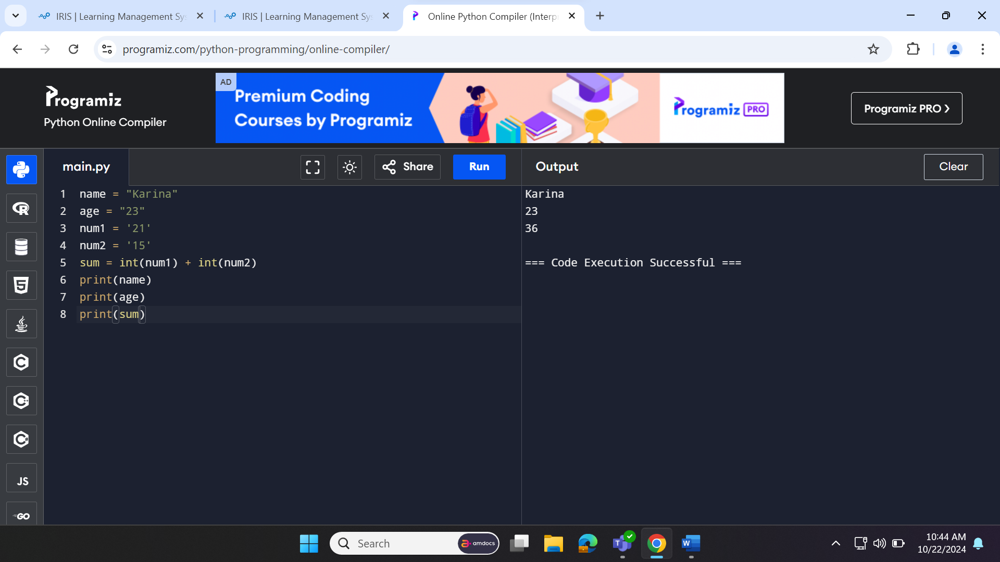 IRIS | Learning Management Sys
IRIS | Learning Management Sys
Online Python Compiler (Interp
programiz.com/python-programming/online-compiler/
Programiz
Python Online Compiler
AD
Premium Coding
Courses by Programiz
Programiz PRO
Programiz PRO ❯
main.py
Share
Run
Output
Clear
1 name = "Karina"
2 age = "23"
3 num1 = '21'
4 num2 = '15'
5 sum = int(num1) + int(num2)
6 print(name)
7 print(age)
8 print(sum)
Karina
23
36
=== Code Execution Successful ===
R
5
C
C++
C#
JS
GO
Search
amdocs
T
W
10:44 AM
10/22/2024